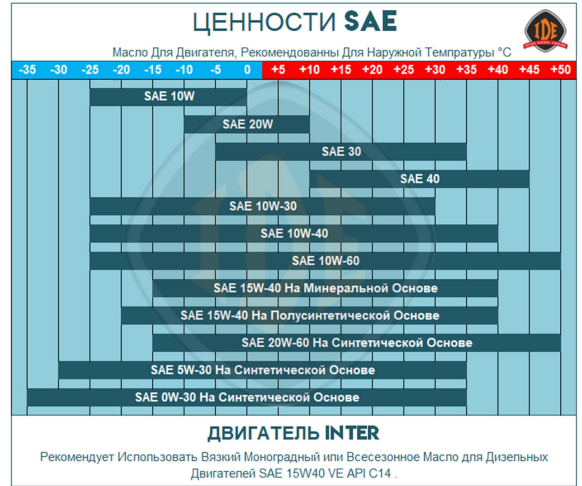 ЦЕННОСТИ SAE
IDE
Масло Для Двигателя, Рекомендованны Для Наружной Темпратуры °C
-35 -30 -25 -20 -15 -10 -5 0 +5 +10 +15 +20 +25 +30 +35 +40 +45 +50
SAE 10W
SAE 20W
SAE 30
SAE 40
SAE 10W-30
SAE 10W-40
SAE 10W-60
SAE 15W-40 На Минеральной Основе
SAE 15W-40 На Полусинтетической Основе
SAE 20W-60 На Синтетической Основе
SAE 5W-30 На Синтетической Основе
SAE 0W-30 На Синтетической Основе
IDE
ДВИГАТЕЛЬ INTER
Рекомендует Использовать Вязкий Моноградный или Всесезонное Масло для Дизельных
Двигателей SAE 15W40 VE API C14 .